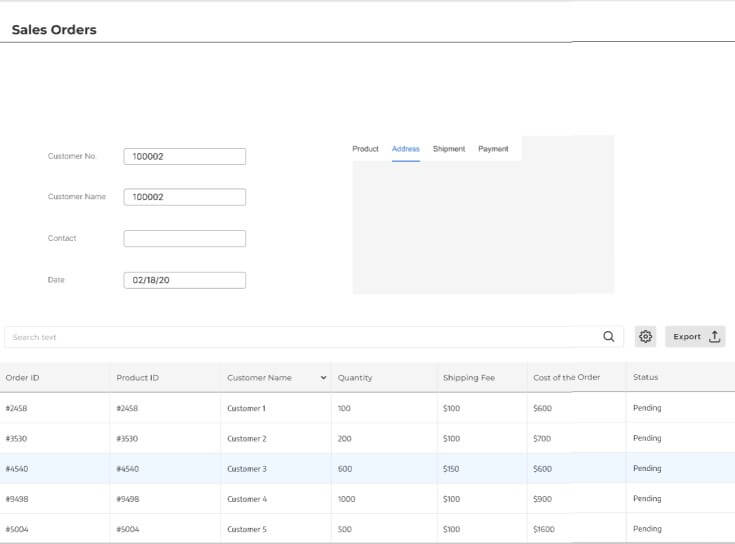 Sales Orders
Product Address Shipment Payment
Customer No. 100002
Customer Name 100002
Contact
Date 02/18/20
Search text Export
Order ID Product ID Customer Name Quantity Shipping Fee Cost of the Order Status
#2458 #2458 Customer 1 100 $100 $600 Pending
#3530 #3530 Customer 2 200 $100 $700 Pending
#4540 #4540 Customer 3 600 $150 $600 Pending
#9498 #9498 Customer 4 1000 $100 $900 Pending
#5004 #5004 Customer 5 500 $100 $1600 Pending